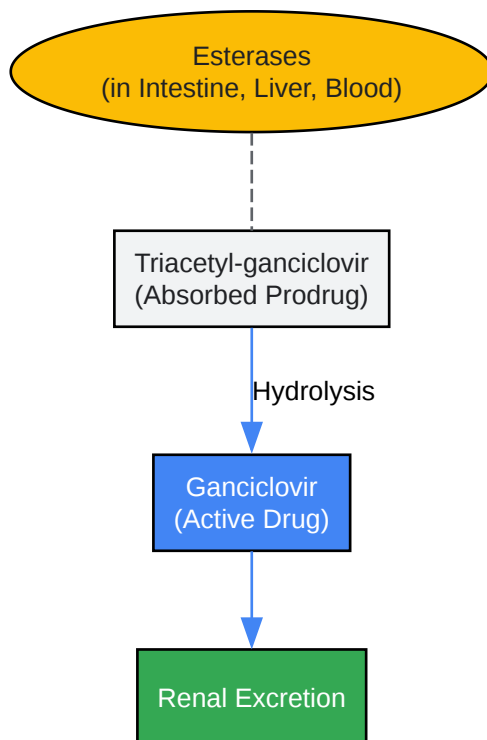 Esterases
(in Intestine, Liver, Blood)
Triacetyl-ganciclovir
(Absorbed Prodrug)
Hydrolysis
Ganciclovir
(Active Drug)
Renal Excretion